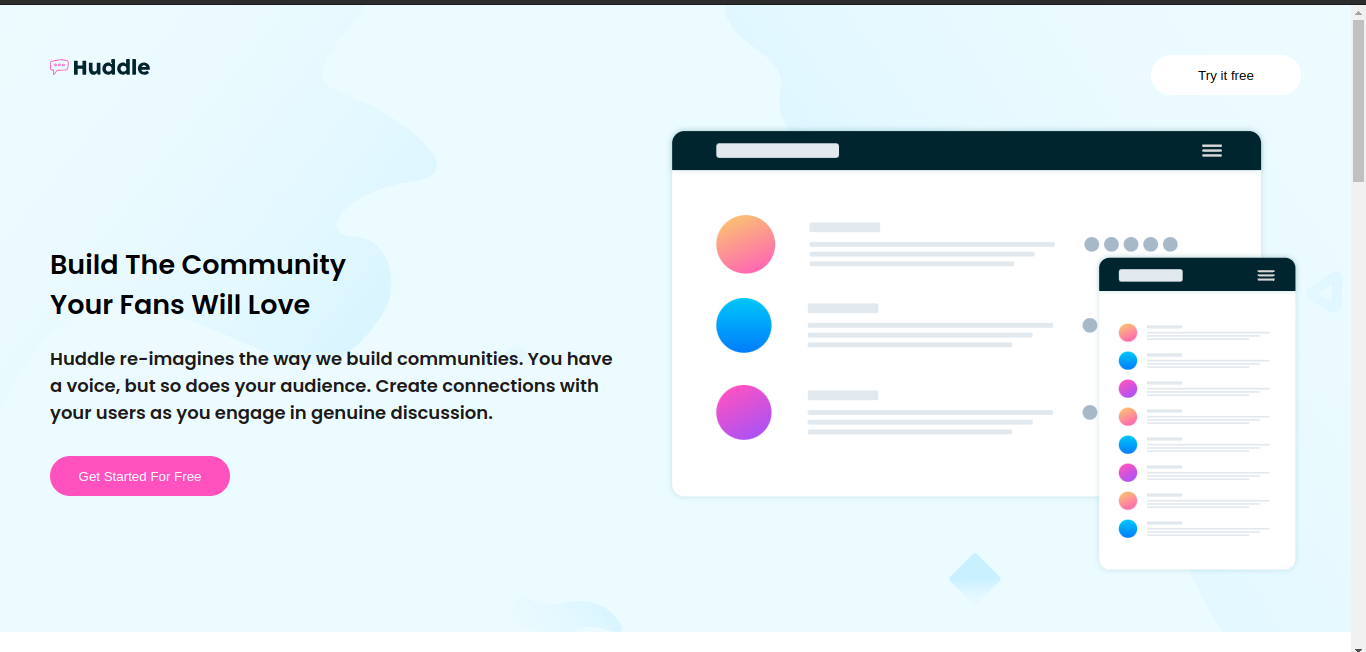 Huddle
Try it free
Build The Community
Your Fans Will Love
Huddle re-imagines the way we build communities. You have
a voice, but so does your audience. Create connections with
your users as you engage in genuine discussion.
Get Started For Free